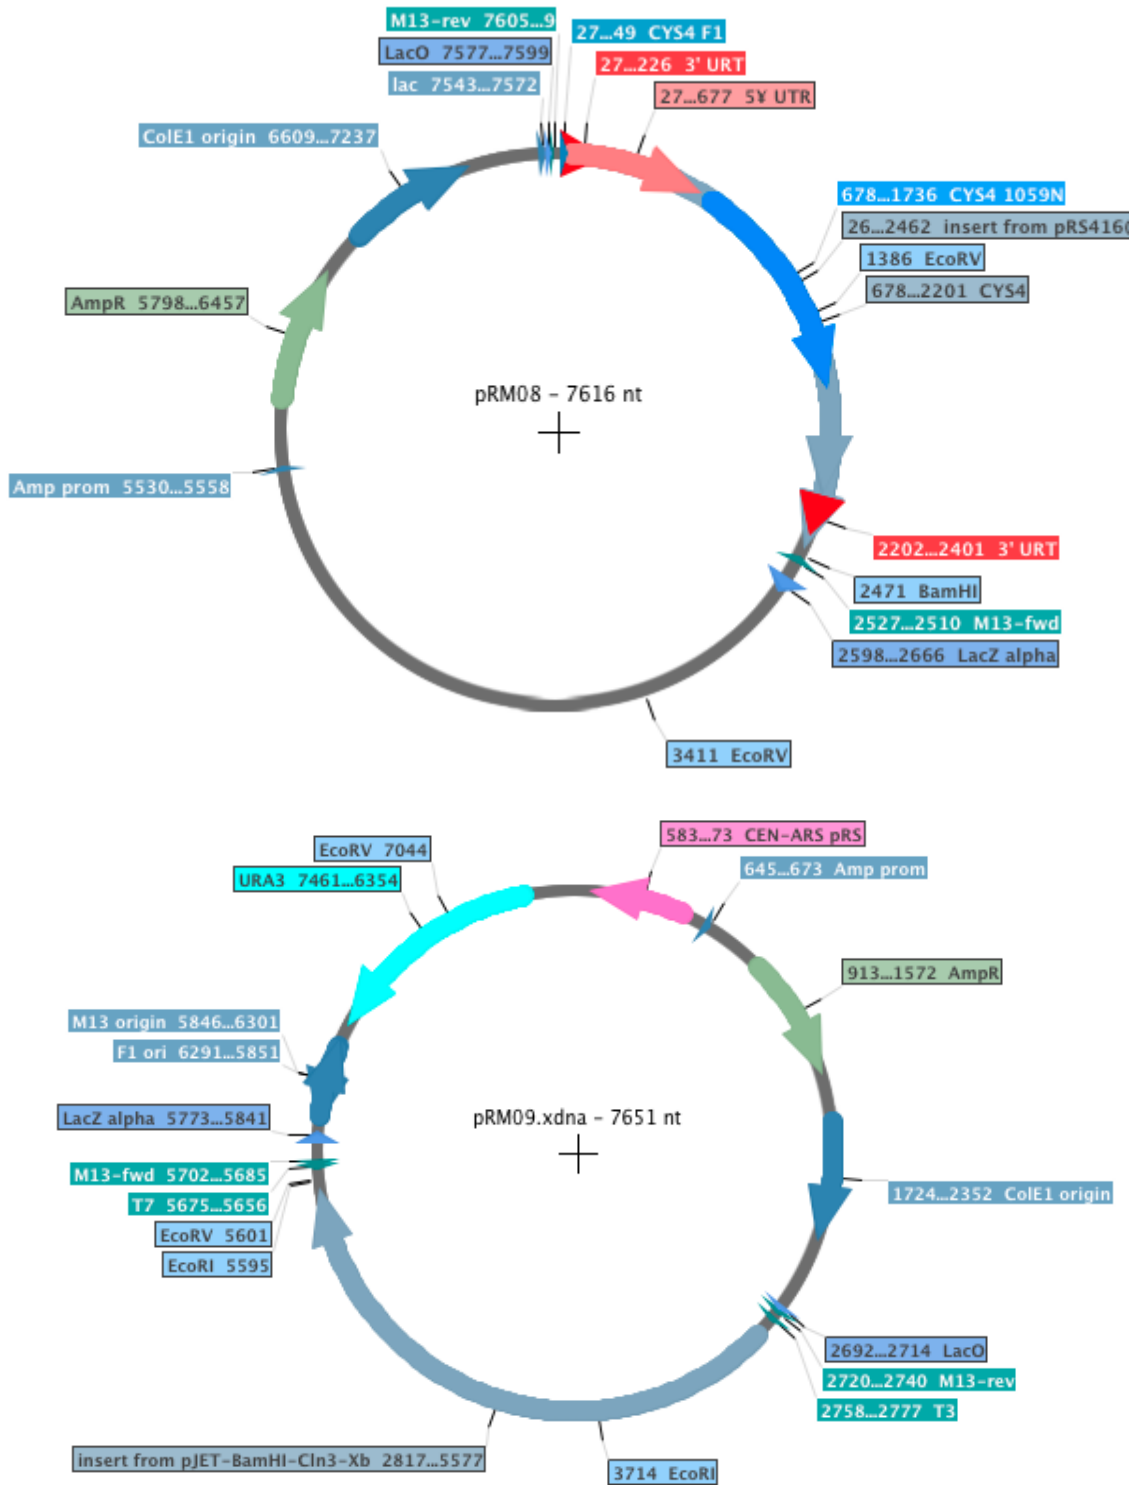 M13-rev 7605...9
27...49 CYS4 F1
LacO 7577...7599
27...226 3' URT
lac 7543...7572
27...677 5¥ UTR
ColE1 origin 6609...7237
678...1736 CYS4 1059N
26...2462 insert from pRS416
1386 EcoRV
678...2201 CYS4
AmpR 5798...6457
pRM08 - 7616 nt
Amp prom 5530...5558
2202...2401 3' URT
2471 BamHI
2527...2510 M13-fwd
2598...2666 LacZ alpha
3411 EcoRV
583...73 CEN-ARS pRS
EcoRV 7044
645...673 Amp prom
URA3 7461...6354
913...1572 AmpR
M13 origin 5846...6301
F1 ori 6291...5851
LacZ alpha 5773...5841
pRM09.xdna - 7651 nt
M13-fwd 5702...5685
1724...2352 ColE1 origin
T7 5675...5656
EcoRV 5601
EcoRI 5595
2692...2714 LacO
2720...2740 M13-rev
2758...2777 T3
insert from pJET-BamHI-Cln3-Xb 2817...5577
3714 EcoRI